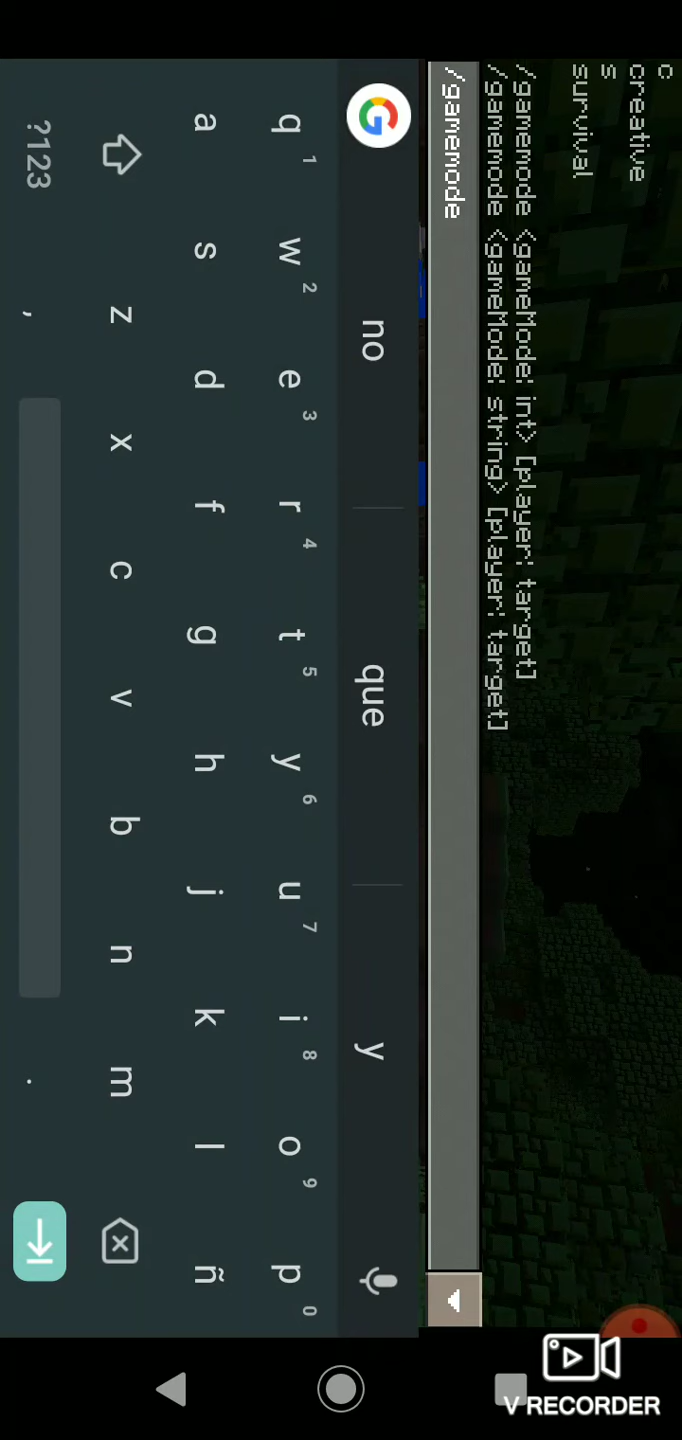 c
creative
s
survival
/gamemode <gameMode: int> [player: target]
/gamemode <gameMode: string> [player: target]
/gamemode
no que y
q 1 w 2 e 3 r 4 t 5 y 6 u 7 i 8 o 9 p 0
a s d f g h j k l ñ
z x c v b n m
?123 , .
V RECORDER